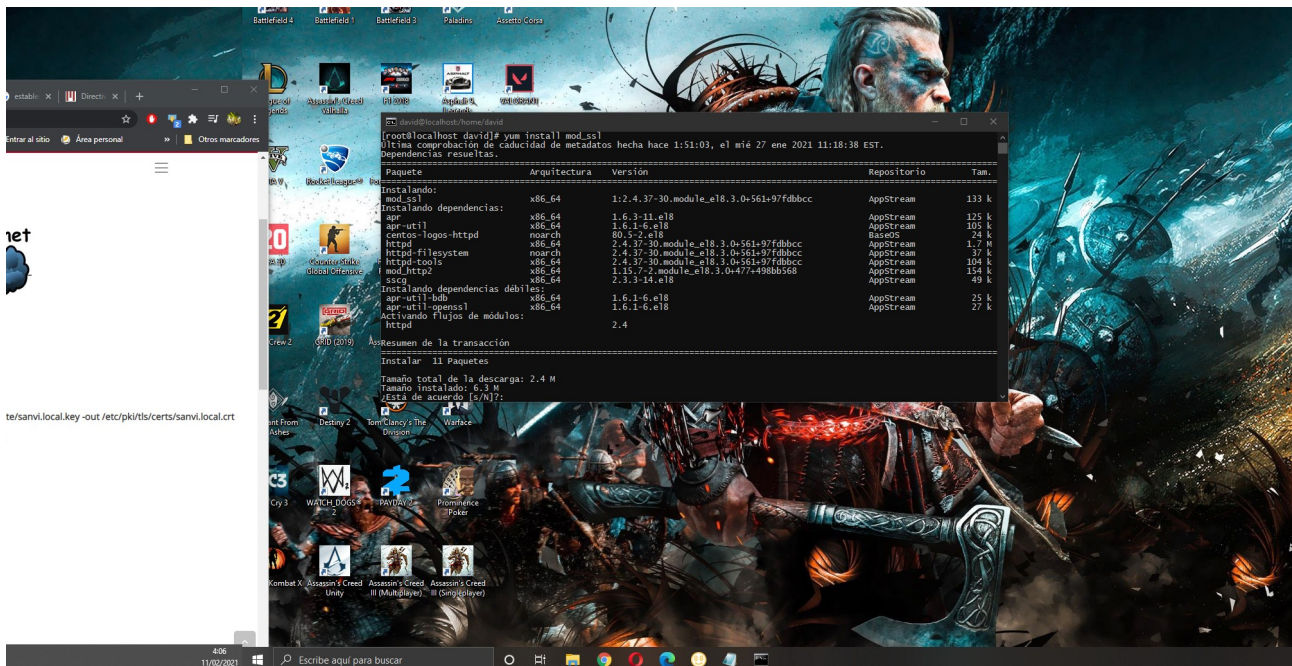 Battlefield 4
Battlefield 1
Battlefield 3
Paladins
Assetto Corsa
Assassin's Creed
Valhalla
F1 2018
Asphalt 9
Legends
VALORANT
Rocket League
Counter-Strike
Global Offensive
Crew 2
GRID (2019)
Destiny 2
Tom Clancy's The
Division
Warface
ant From
Ashes
Cry 3
WATCH_DOGS®
2
PAYDAY 2
Prominence
Poker
Kombat X
Assassin's Creed
Unity
Assassin's Creed
III (Multiplayer)
Assassin's Creed
III (Singleplayer)
Directi
Entrar al sitio
Área personal
»
Otros marcadores
net
te/sanvi.local.key -out /etc/pki/tls/certs/sanvi.local.crt
david@localhost:/home/david
[root@localhost david]# yum install mod_ssl
Última comprobación de caducidad de metadatos hecha hace 1:51:03, el mié 27 ene 2021 11:18:38 EST.
Dependencias resueltas.
Paquete Arquitectura Versión Repositorio Tam.
Instalando:
mod_ssl x86_64 1:2.4.37-30.module_el8.3.0+561+97fdbbcc AppStream 133 k
Instalando dependencias:
apr x86_64 1.6.3-11.el8 AppStream 125 k
apr-util x86_64 1.6.1-6.el8 AppStream 105 k
centos-logos-httpd noarch 80.5-2.el8 BaseOS 24 k
httpd x86_64 2.4.37-30.module_el8.3.0+561+97fdbbcc AppStream 1.7 M
httpd-filesystem noarch 2.4.37-30.module_el8.3.0+561+97fdbbcc AppStream 37 k
httpd-tools x86_64 2.4.37-30.module_el8.3.0+561+97fdbbcc AppStream 104 k
mod_http2 x86_64 1.15.7-2.module_el8.3.0+477+498bb568 AppStream 154 k
sscg x86_64 2.3.3-14.el8 AppStream 49 k
Instalando dependencias débiles:
apr-util-bdb x86_64 1.6.1-6.el8 AppStream 25 k
apr-util-openssl x86_64 1.6.1-6.el8 AppStream 27 k
Activando flujos de módulos:
httpd 2.4
Resumen de la transacción
Instalar 11 Paquetes
Tamaño total de la descarga: 2.4 M
Tamaño instalado: 6.3 M
¿Está de acuerdo [s/N]?:
4:06
11/02/2021
Escribe aquí para buscar